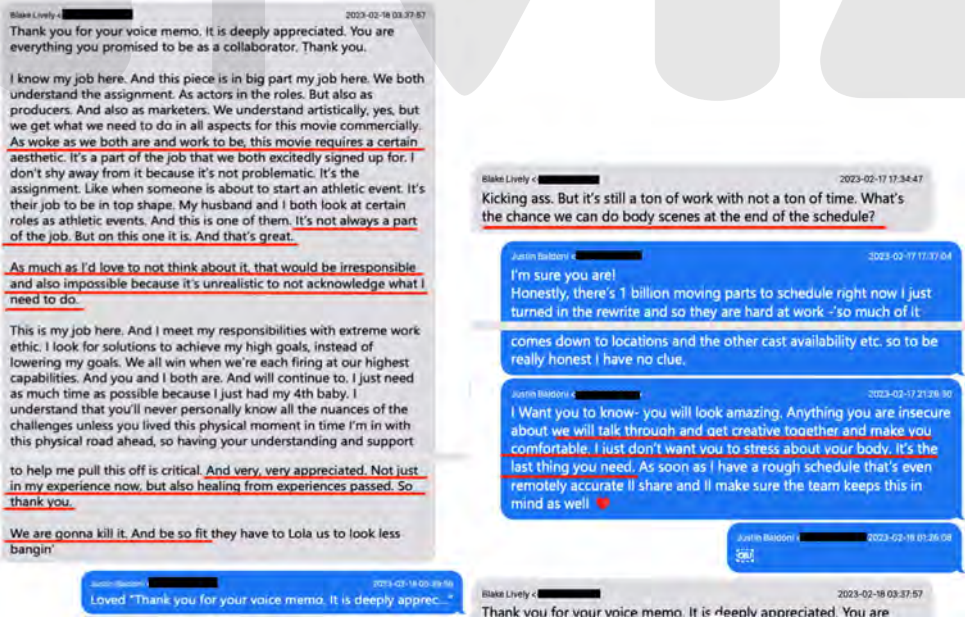 Blake Lively <
2023-02-18 03:37:57
Thank you for your voice memo. It is deeply appreciated. You are
everything you promised to be as a collaborator. Thank you.
I know my job here. And this piece is in big part my job here. We both
understand the assignment. As actors in the roles. But also as
producers. And also as marketers. We understand artistically, yes, but
we get what we need to do in all aspects for this movie commercially.
As woke as we both are and work to be, this movie requires a certain
aesthetic. It's a part of the job that we both excitedly signed up for. I
don't shy away from it because it's not problematic. It's the
assignment. Like when someone is about to start an athletic event. It's
their job to be in top shape. My husband and I both look at certain
roles as athletic events. And this is one of them. It's not always a part
of the job. But on this one it is. And that's great.
As much as I'd love to not think about it, that would be irresponsible
and also impossible because it's unrealistic to not acknowledge what I
need to do.
This is my job here. And I meet my responsibilities with extreme work
ethic. I look for solutions to achieve my high goals, instead of
lowering my goals. We all win when we're each firing at our highest
capabilities. And you and I both are. And will continue to. I just need
as much time as possible because I just had my 4th baby. I
understand that you'll never personally know all the nuances of the
challenges unless you lived this physical moment in time I'm in with
this physical road ahead, so having your understanding and support
to help me pull this off is critical. And very, very appreciated. Not just
in my experience now, but also healing from experiences passed. So
thank you.
We are gonna kill it. And be so fit they have to Lola us to look less
bangin'
Justin Baldoni <
Loved "Thank you for your voice memo. It is deeply apprec..."
Blake Lively <
2023-02-17 17:34:47
Kicking ass. But it's still a ton of work with not a ton of time. What's
the chance we can do body scenes at the end of the schedule?
Justin Baldoni <
2023-02-17 17:37:04
I'm sure you are!
Honestly, there's 1 billion moving parts to schedule right now I just
turned in the rewrite and so they are hard at work -'so much of it
comes down to locations and the other cast availability etc. so to be
really honest I have no clue.
Justin Baldoni <
2023-02-17 21:26:30
I Want you to know- you will look amazing. Anything you are insecure
about we will talk through and get creative together and make you
comfortable. I just don't want you to stress about your body. It's the
last thing you need. As soon as I have a rough schedule that's even
remotely accurate Il share and Il make sure the team keeps this in
mind as well
Justin Baldoni <
2023-02-18 01:26:08
Blake Lively <
2023-02-18 03:37:57
Thank you for your voice memo. It is deeply appreciated. You are